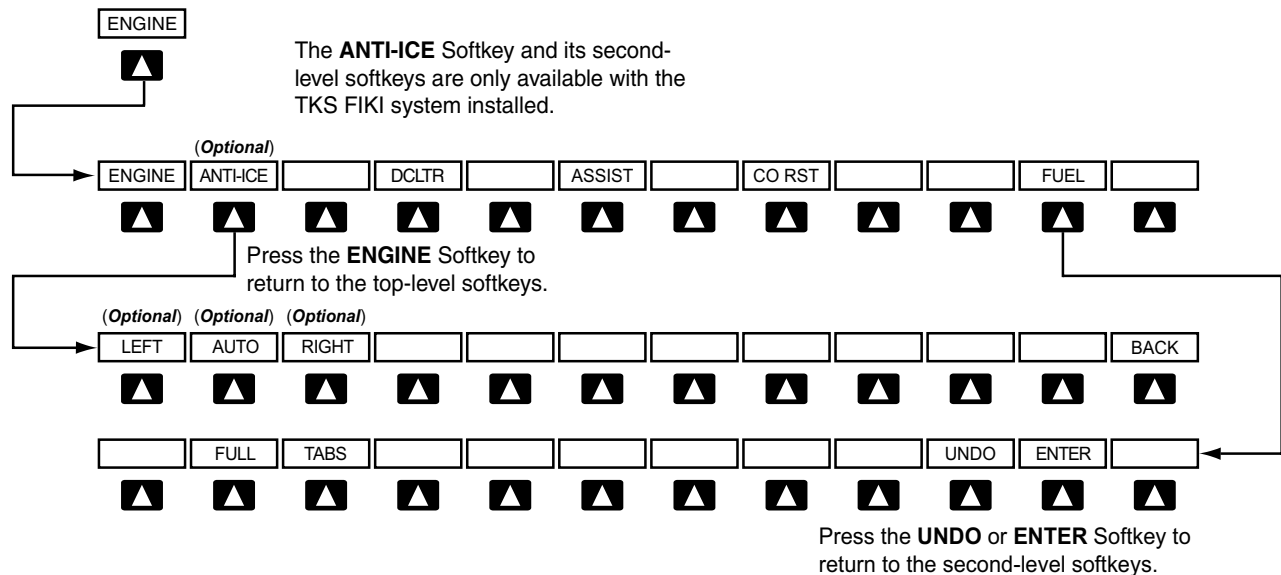 ENGINE
The ANTI-ICE Softkey and its second-
level softkeys are only available with the
TKS FIKI system installed.
(Optional)
ENGINE ANTI-ICE DCLTR ASSIST CO RST FUEL
Press the ENGINE Softkey to
return to the top-level softkeys.
(Optional) (Optional) (Optional)
LEFT AUTO RIGHT BACK
FULL TABS UNDO ENTER
Press the UNDO or ENTER Softkey to
return to the second-level softkeys.